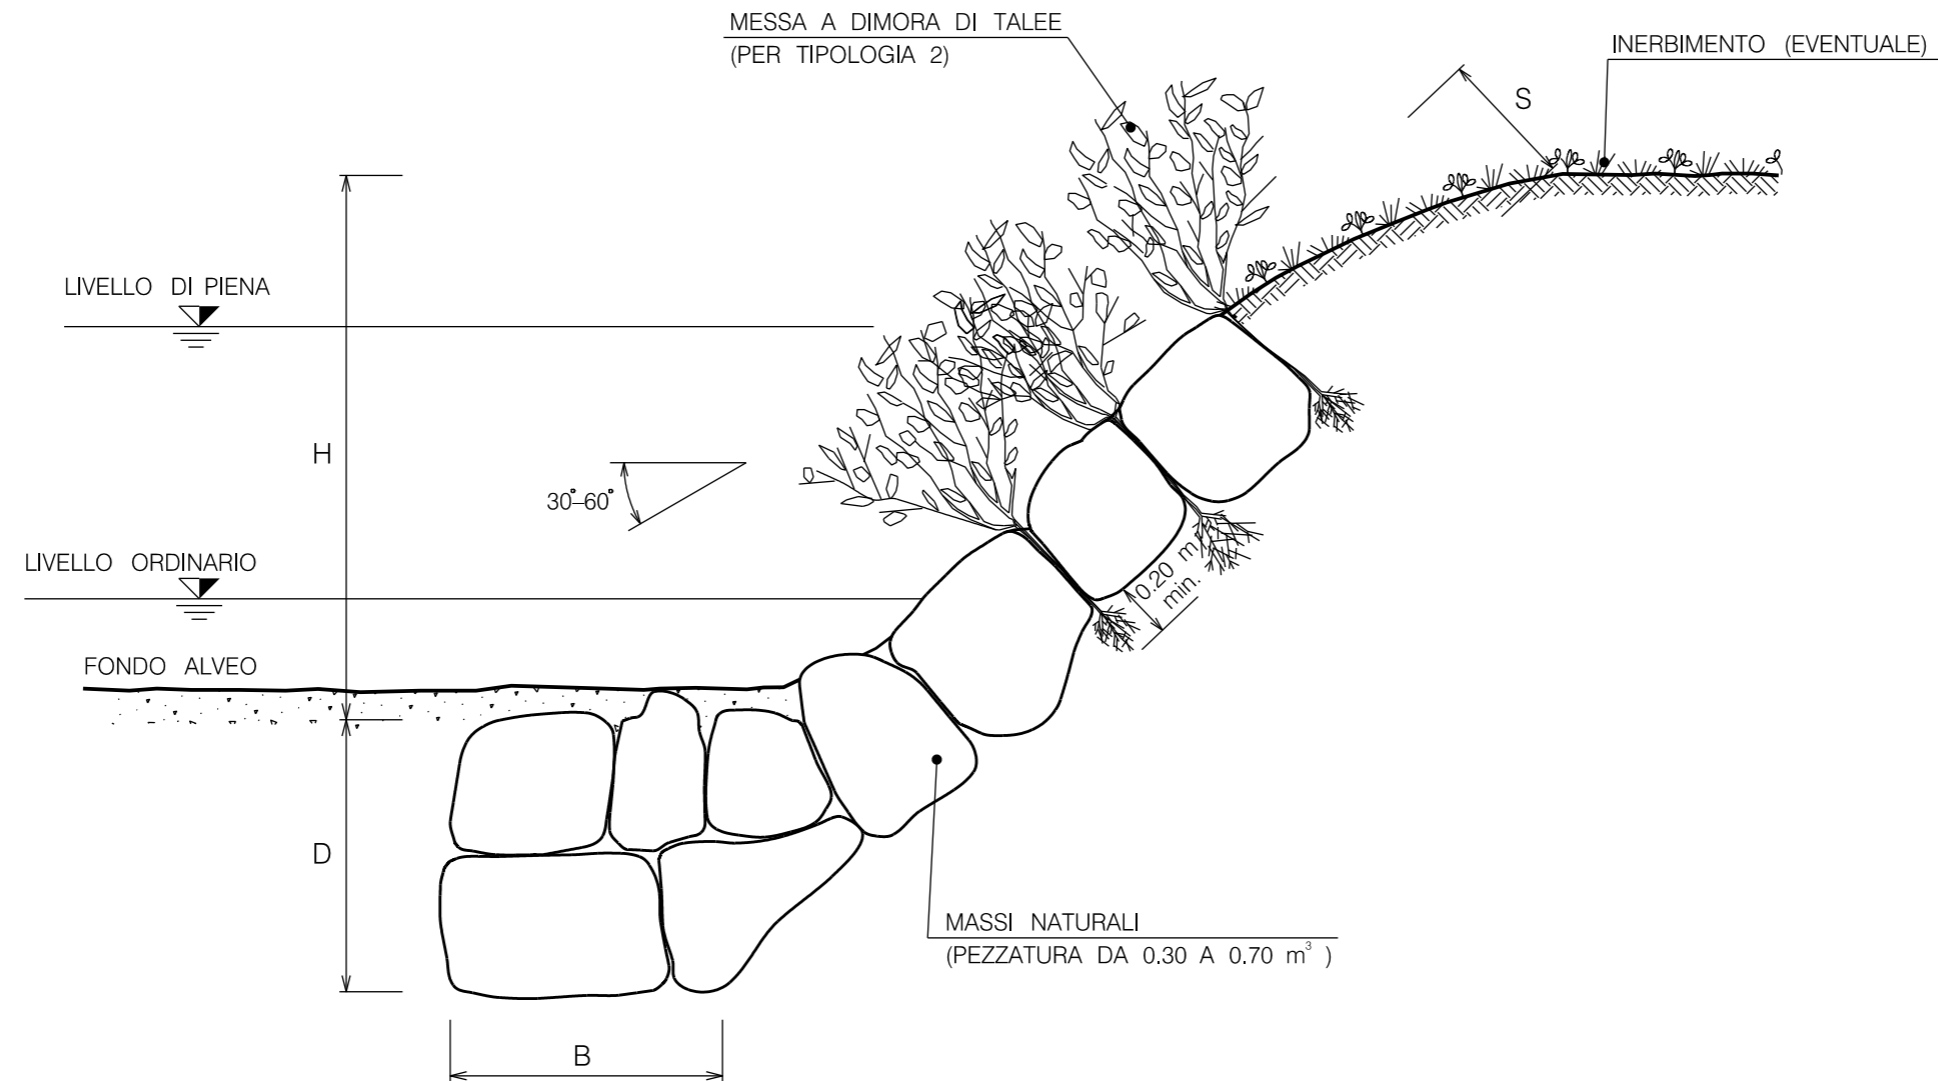 MESSA A DIMORA DI TALEE
(PER TIPOLOGIA 2)
INERBIMENTO (EVENTUALE)
S
LIVELLO DI PIENA
H
30°-60°
LIVELLO ORDINARIO
0.20 m
min.
FONDO ALVEO
D
MASSI NATURALI
(PEZZATURA DA 0.30 A 0.70 m³ )
B